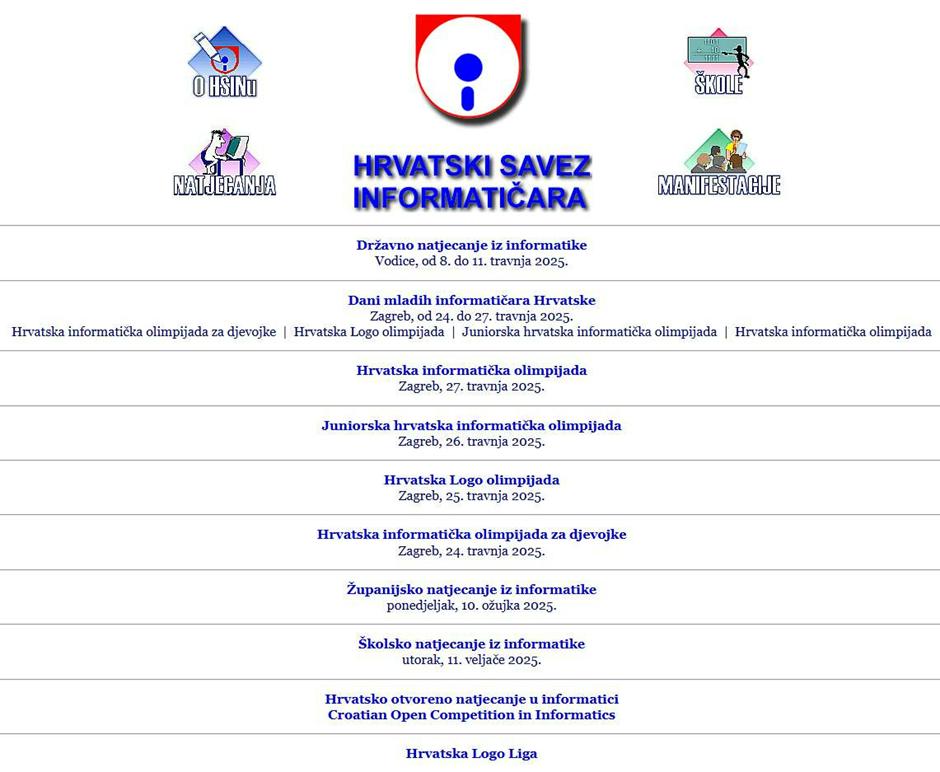 O HSINu
ŠKOLE
NATJECANJA
MANIFESTACIJE
HRVATSKI SAVEZ
INFORMATIČARA
Državno natjecanje iz informatike
Vodice, od 8. do 11. travnja 2025.
Dani mladih informatičara Hrvatske
Zagreb, od 24. do 27. travnja 2025.
Hrvatska informatička olimpijada za djevojke | Hrvatska Logo olimpijada | Juniorska hrvatska informatička olimpijada | Hrvatska informatička olimpijada
Hrvatska informatička olimpijada
Zagreb, 27. travnja 2025.
Juniorska hrvatska informatička olimpijada
Zagreb, 26. travnja 2025.
Hrvatska Logo olimpijada
Zagreb, 25. travnja 2025.
Hrvatska informatička olimpijada za djevojke
Zagreb, 24. travnja 2025.
Županijsko natjecanje iz informatike
ponedjeljak, 10. ožujka 2025.
Školsko natjecanje iz informatike
utorak, 11. veljače 2025.
Hrvatsko otvoreno natjecanje u informatici
Croatian Open Competition in Informatics
Hrvatska Logo Liga